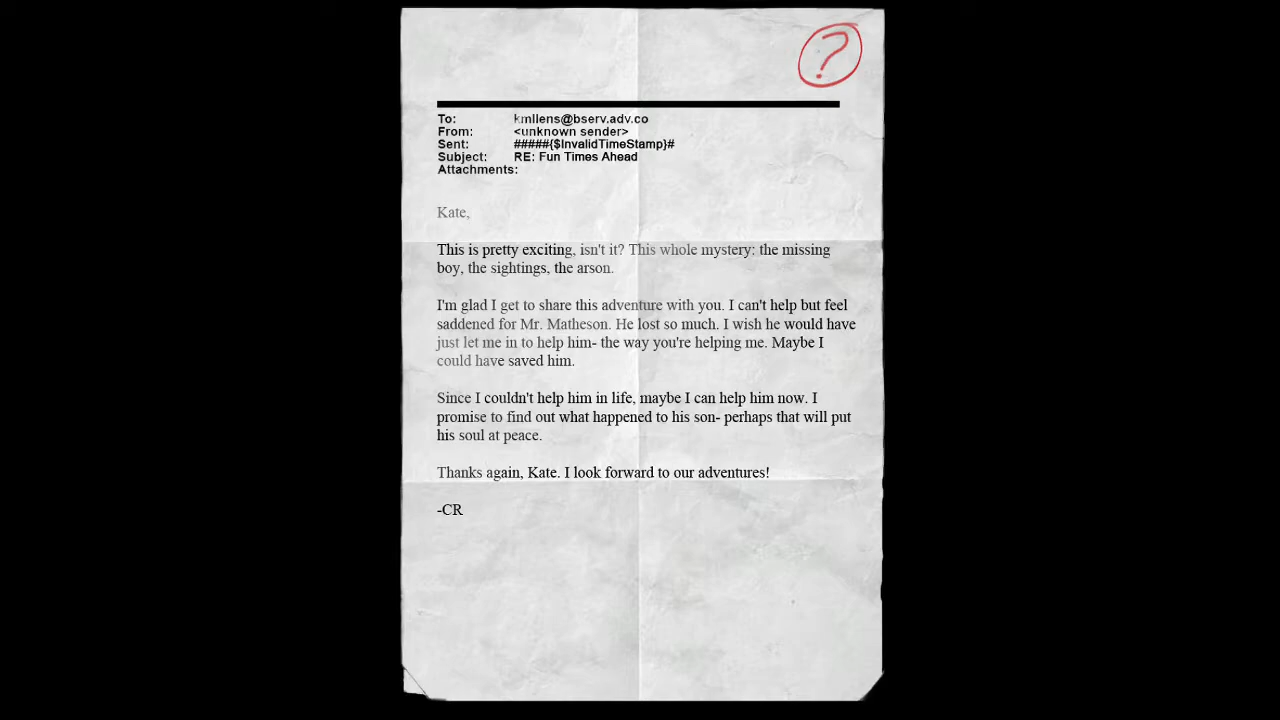 ?
To: kmllens@bserv.adv.co
From: <unknown sender>
Sent: #####{$InvalidTimeStamp}#
Subject: RE: Fun Times Ahead
Attachments:
Kate,
This is pretty exciting, isn't it? This whole mystery: the missing
boy, the sightings, the arson.
I'm glad I get to share this adventure with you. I can't help but feel
saddened for Mr. Matheson. He lost so much. I wish he would have
just let me in to help him- the way you're helping me. Maybe I
could have saved him.
Since I couldn't help him in life, maybe I can help him now. I
promise to find out what happened to his son- perhaps that will put
his soul at peace.
Thanks again, Kate. I look forward to our adventures!
-CR